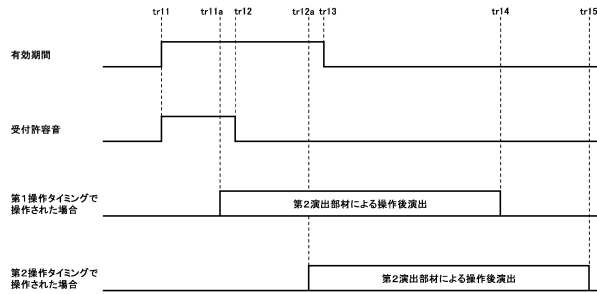 tr11 tr11a tr12 tr12a tr13 tr14 tr15
有効期間
受付許容音
第1操作タイミングで
操作された場合
第2演出部材による操作後演出
第2操作タイミングで
操作された場合
第2演出部材による操作後演出